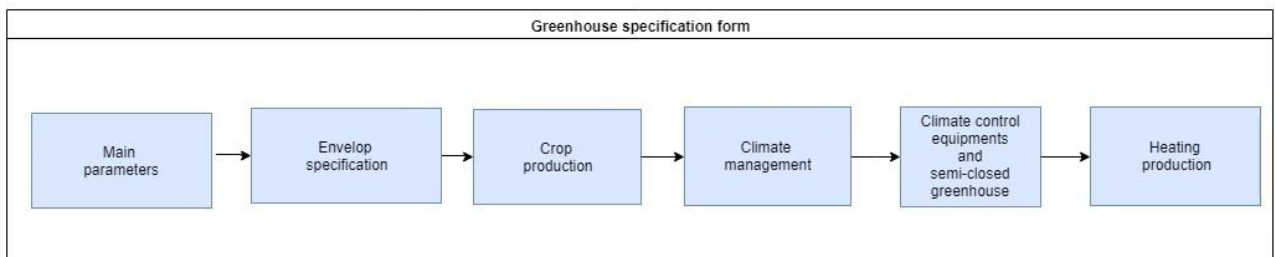 Greenhouse specification form
Main
parameters
Envelop
specification
Crop
production
Climate
management
Climate control
equipments
and
semi-closed
greenhouse
Heating
production